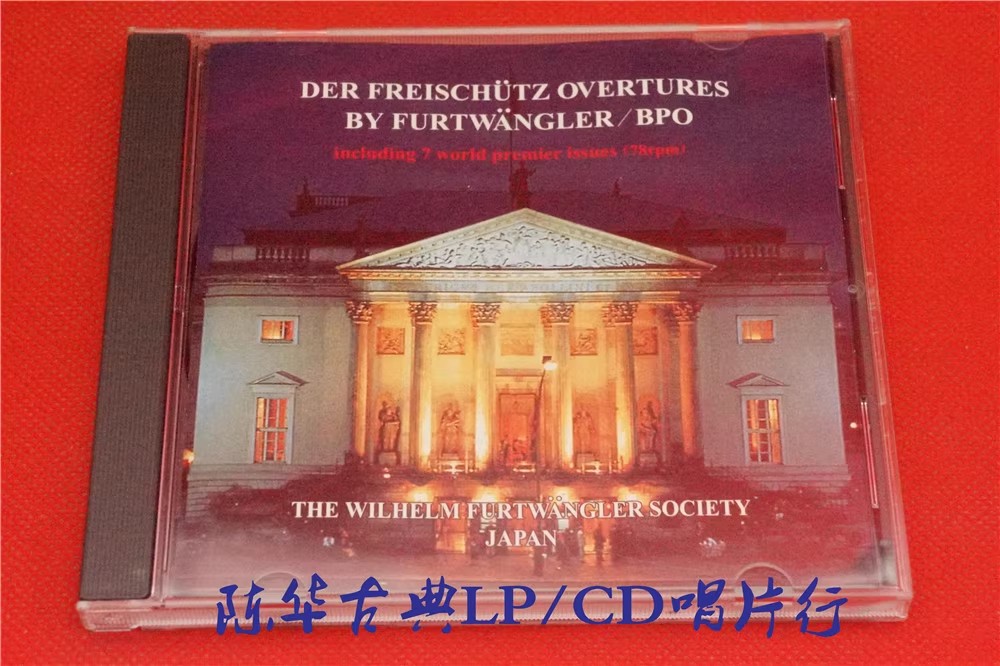 DER FREISCHÜTZ OVERTURES
BY FURTWÄNGLER/BPO
including 7 world premier issues (78rpm)
THE WILHELM FURTWÄNGLER SOCIETY
JAPAN
陈华古典LP/CD唱片行